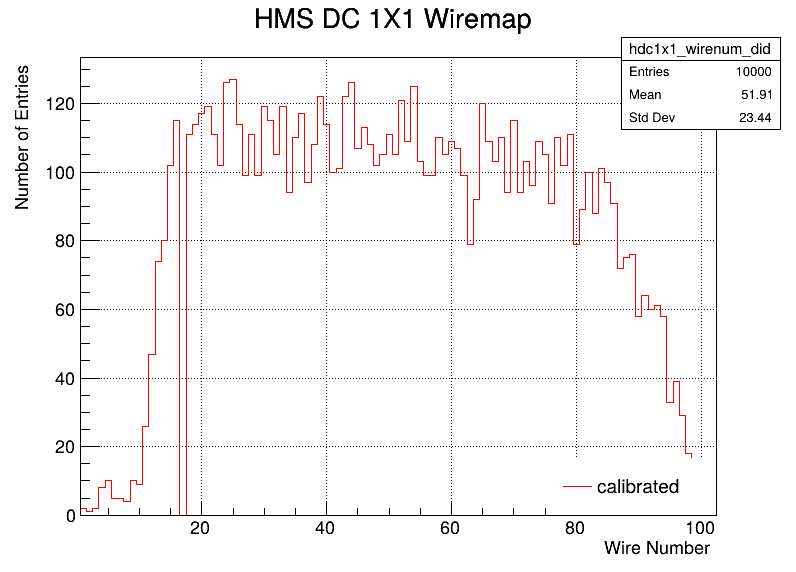 HMS DC 1X1 Wiremap
hdc1x1_wirenum_did
Entries 10000
Mean 51.91
Std Dev 23.44
Number of Entries
120
100
80
60
40
20
0
20 40 60 80 100
Wire Number
calibrated